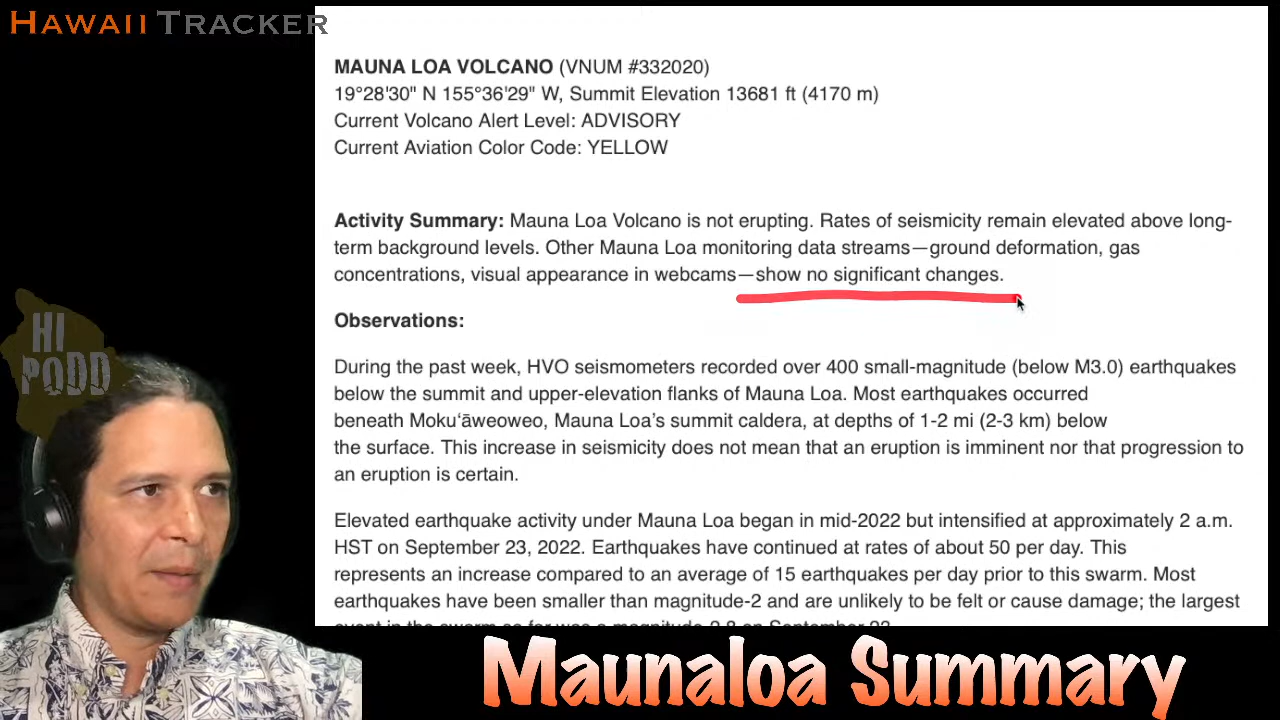 HAWAII TRACKER
MAUNA LOA VOLCANO (VNUM #332020)
19°28'30" N 155°36'29" W, Summit Elevation 13681 ft (4170 m)
Current Volcano Alert Level: ADVISORY
Current Aviation Color Code: YELLOW
Activity Summary: Mauna Loa Volcano is not erupting. Rates of seismicity remain elevated above long-
term background levels. Other Mauna Loa monitoring data streams—ground deformation, gas
concentrations, visual appearance in webcams—show no significant changes.
Observations:
During the past week, HVO seismometers recorded over 400 small-magnitude (below M3.0) earthquakes
below the summit and upper-elevation flanks of Mauna Loa. Most earthquakes occurred
beneath Mokuʻāweoweo, Mauna Loa’s summit caldera, at depths of 1-2 mi (2-3 km) below
the surface. This increase in seismicity does not mean that an eruption is imminent nor that progression to
an eruption is certain.
Elevated earthquake activity under Mauna Loa began in mid-2022 but intensified at approximately 2 a.m.
HST on September 23, 2022. Earthquakes have continued at rates of about 50 per day. This
represents an increase compared to an average of 15 earthquakes per day prior to this swarm. Most
earthquakes have been smaller than magnitude-2 and are unlikely to be felt or cause damage; the largest
HI
PODD
Maunaloa Summary